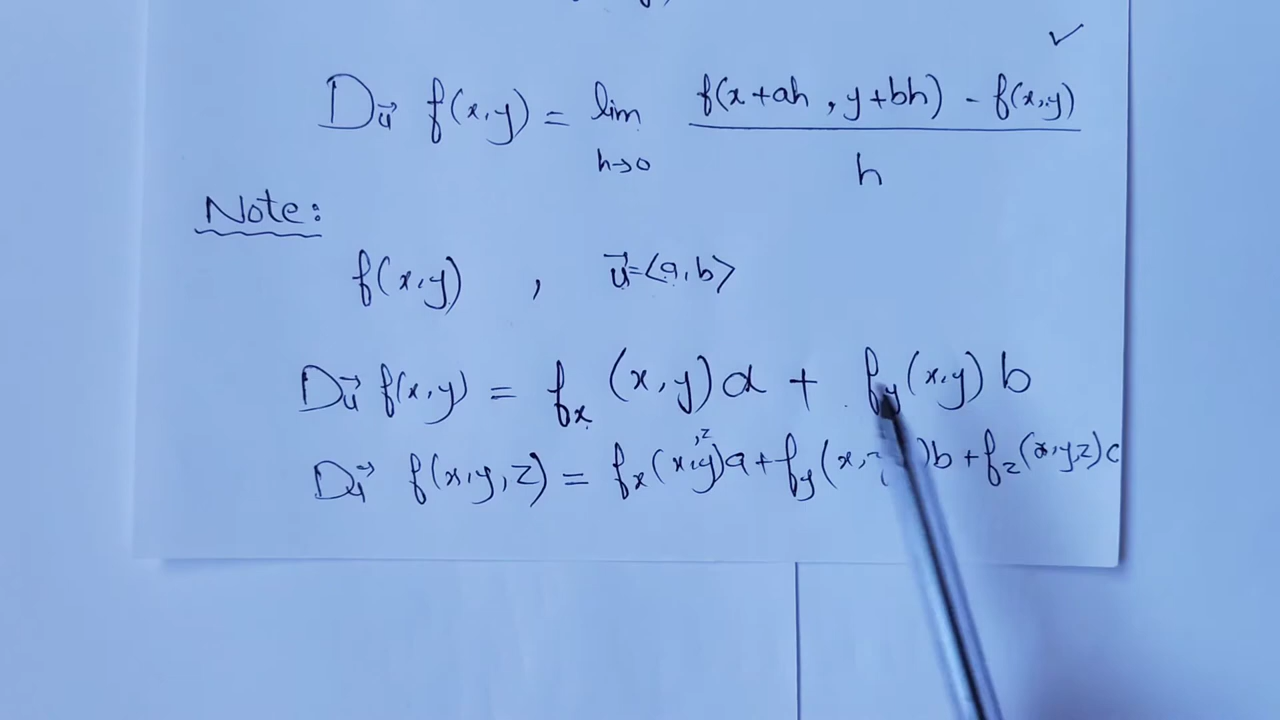 ✓
D_u⃗ f(x,y) = lim_{h→0} (f(x+ah , y+bh) - f(x,y)) / h
Note:
f(x,y) , u⃗=⟨a,b⟩
D_u⃗ f(x,y) = f_x (x,y)a + f_y(x,y) b
D_u⃗ f(x,y,z) = f_x(x,y,z)a+f_y(x, )b+f_z(x,y,z)c